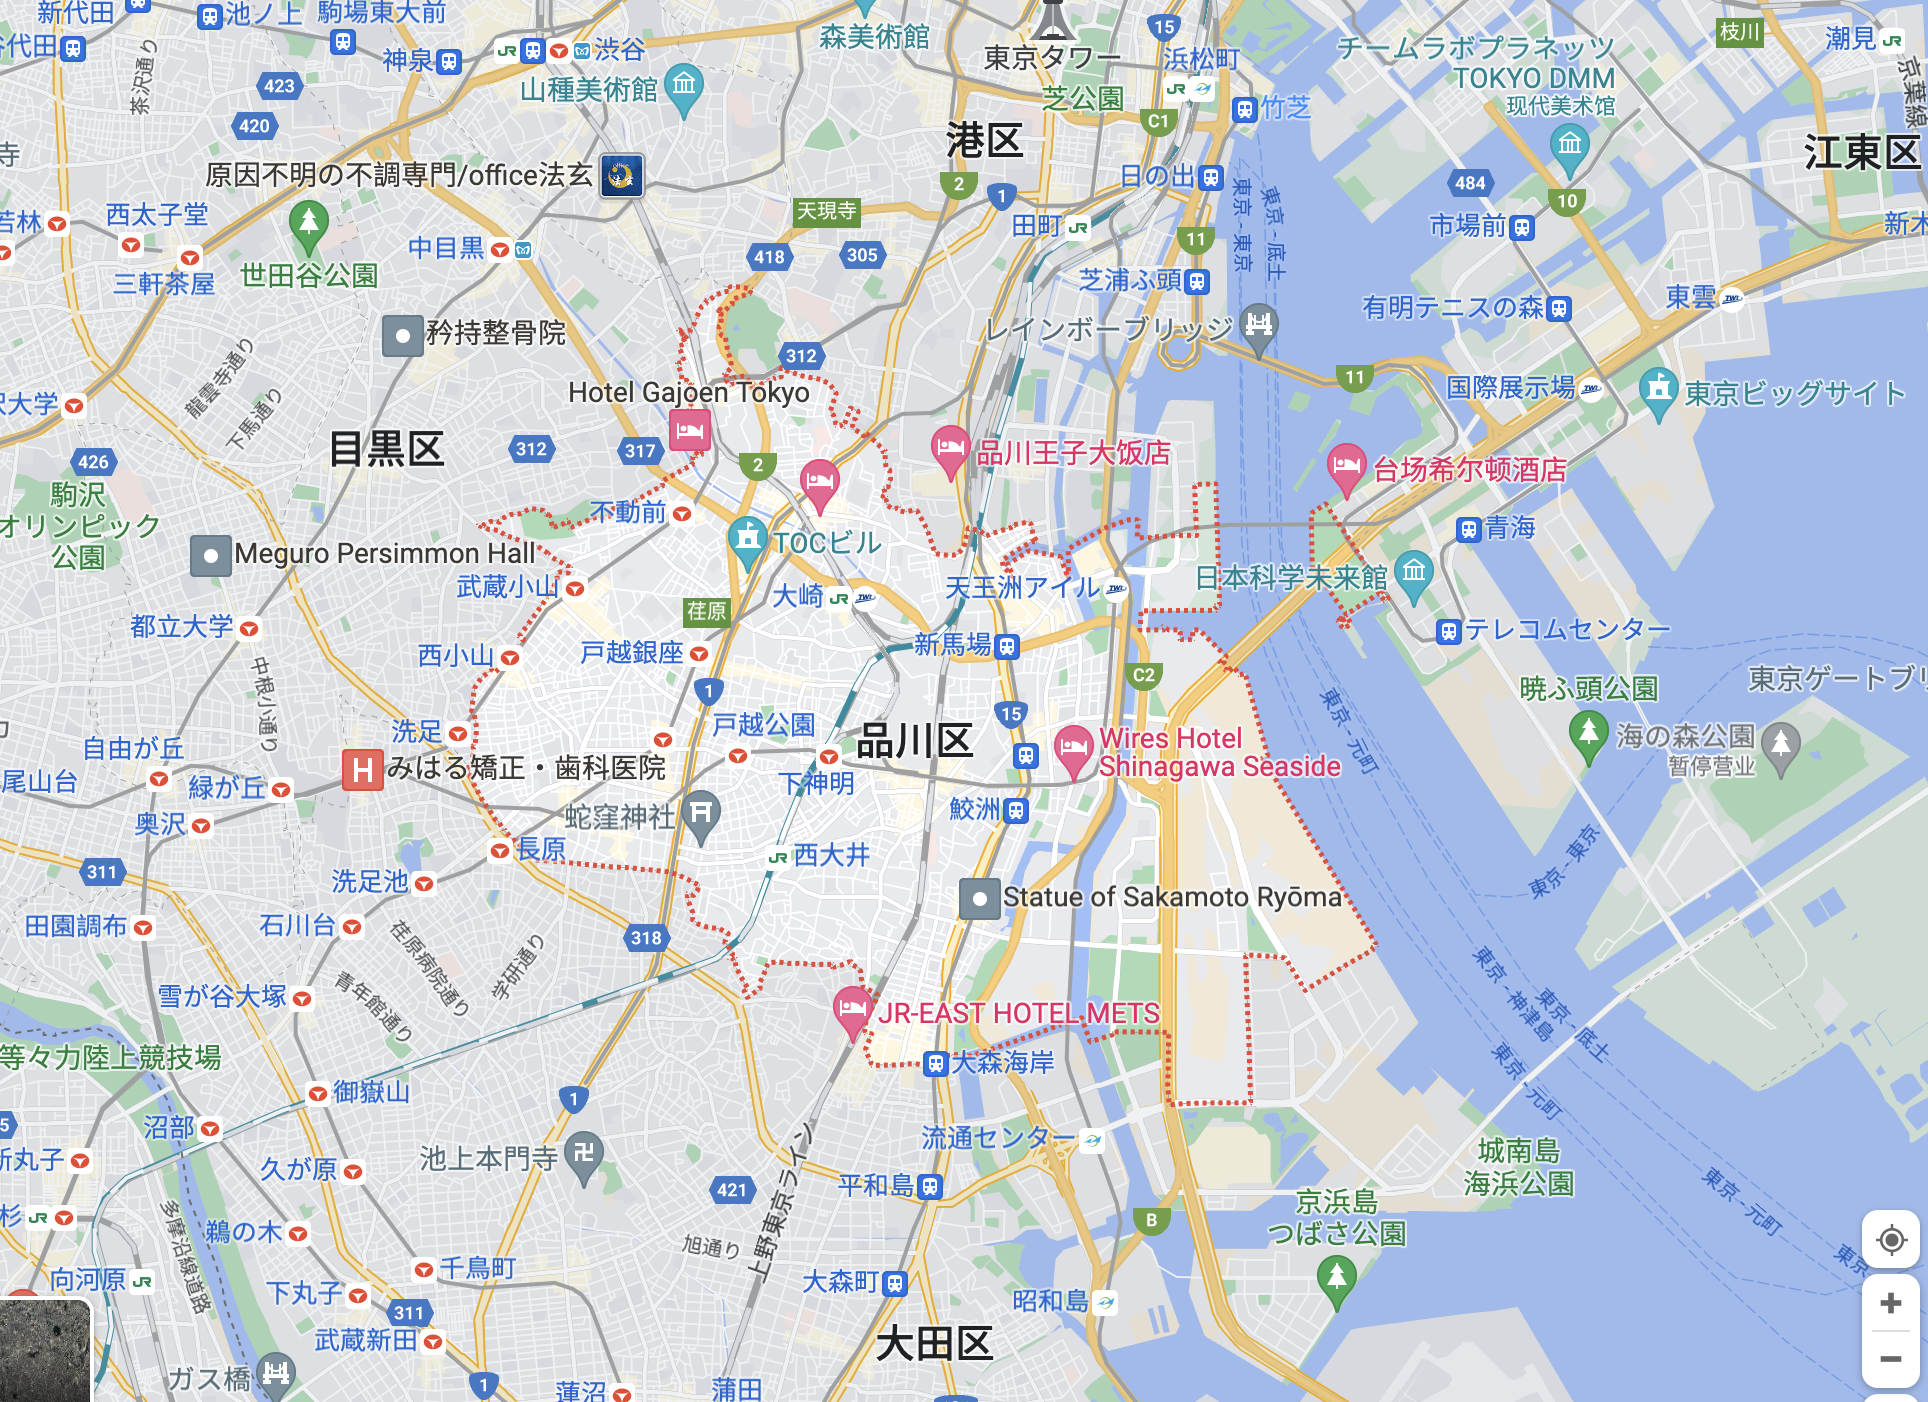 新代田
池ノ上
駒場東大前
代田
神泉
JR
渋谷
森美術館
東京タワー
15
浜松町
JR
チームラボプラネッツ
TOKYO DMM
现代美术馆
枝川
潮見
JR
京葉線
茶沢通り
423
420
山種美術館
芝公園
C1
竹芝
港区
江東区
寺
原因不明の不調専門/office法玄
2
1
日の出
484
10
若林
西太子堂
三軒茶屋
世田谷公園
中目黒
天現寺
418
305
田町
JR
11
東京-東京
東京-底土
市場前
新木
芝浦ふ頭
有明テニスの森
東雲
TWR
矜持整骨院
レインボーブリッジ
312
11
龍雲寺通り
下馬通り
Hotel Gajoen Tokyo
国際展示場
TWR
東京ビッグサイト
大学
目黒区
312
317
2
品川王子大饭店
台场希尔顿酒店
426
駒沢
オリンピック
公園
不動前
TOCビル
青海
Meguro Persimmon Hall
武蔵小山
荏原
大崎
JR
TWR
天王洲アイル
TWR
日本科学未来館
都立大学
西小山
戸越銀座
新馬場
テレコムセンター
中根小通り
1
C2
暁ふ頭公園
東京ゲートブリ
洗足
戸越公園
15
品川区
Wires Hotel
Shinagawa Seaside
東京-元町
海の森公園
暂停营业
自由が丘
尾山台
緑が丘
みはる矯正・歯科医院
下神明
奥沢
蛇窪神社
鮫洲
長原
JR
西大井
311
洗足池
東京-東京
Statue of Sakamoto Ryōma
田園調布
石川台
318
荏原病院通り
学研通り
青年館通り
雪が谷大塚
JR-EAST HOTEL METS
東京-神津島
東京-底土
東京-元町
等々力陸上競技場
大森海岸
御嶽山
1
沼部
5
新丸子
久が原
池上本門寺
流通センター
城南島
海浜公園
421
平和島
上野東京ライン
京浜島
つばさ公園
東京-元町
杉
JR
鵜の木
旭通り
B
多摩沿線道路
千鳥町
向河原
JR
下丸子
大森町
昭和島
東京
311
武蔵新田
大田区
ガス橋
1
蓮沼
蒲田